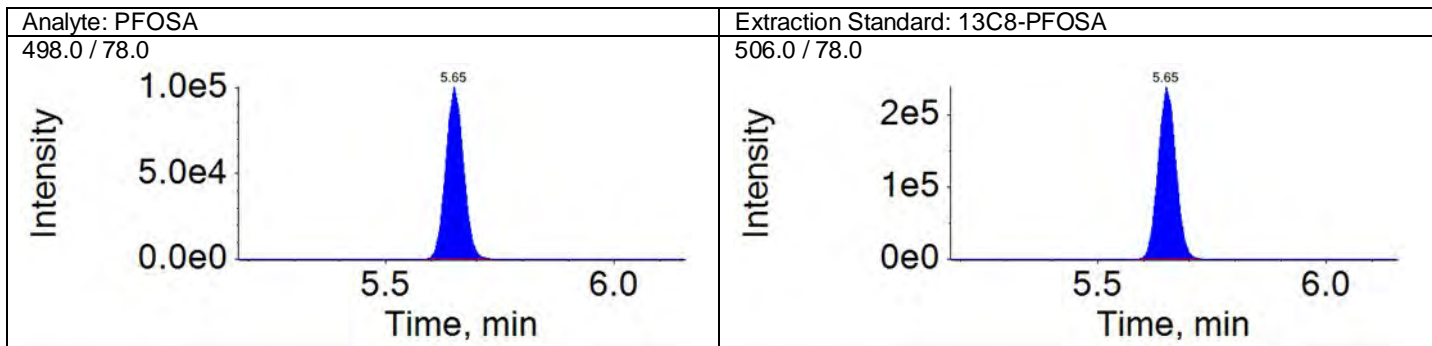 Analyte: PFOSA
498.0 / 78.0
5.65
1.0e5
5.0e4
0.0e0
Intensity
5.5
6.0
Time, min
Extraction Standard: 13C8-PFOSA
506.0 / 78.0
5.65
2e5
1e5
0e0
Intensity
5.5
6.0
Time, min